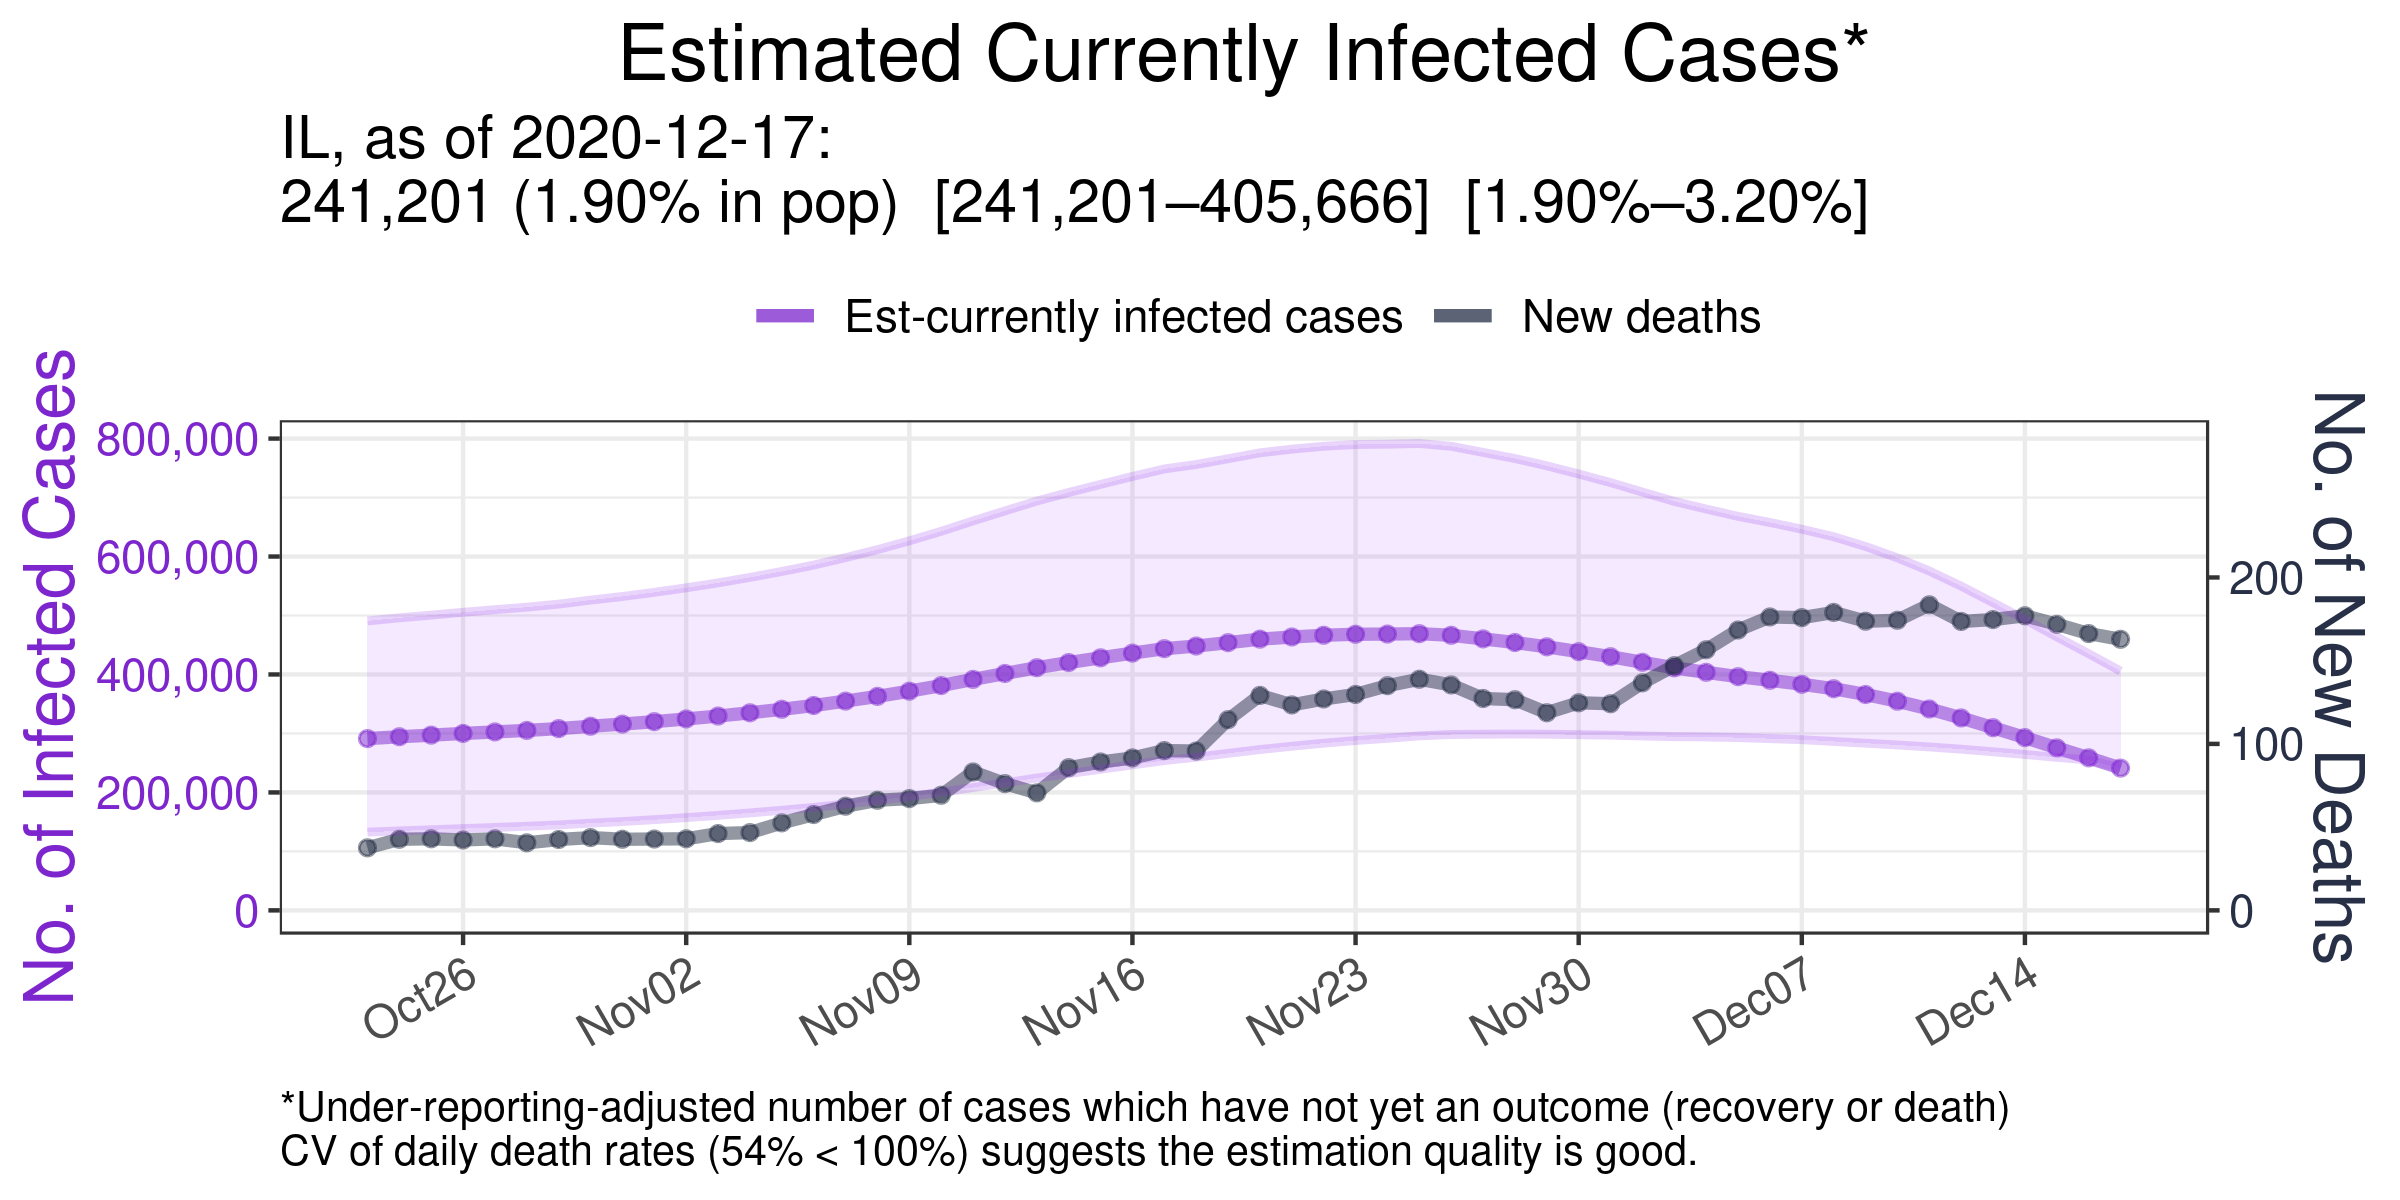 Estimated Currently Infected Cases*
IL, as of 2020-12-17:
241,201 (1.90% in pop)  [241,201–405,666]  [1.90%–3.20%]
Est-currently infected cases
New deaths
No. of Infected Cases
800,000
600,000
400,000
200,000
0
200
100
0
No. of New Deaths
Oct26
Nov02
Nov09
Nov16
Nov23
Nov30
Dec07
Dec14
*Under-reporting-adjusted number of cases which have not yet an outcome (recovery or death)
CV of daily death rates (54% < 100%) suggests the estimation quality is good.